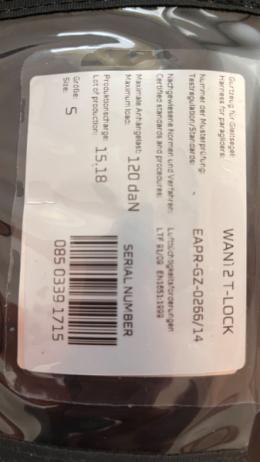 Gurtzeug für Gleitsegel:
Harness for paragliders: WANI 2 T-LOCK
Nummer der Musterprüfung:
Testregulation/Standards: EAPR-GZ-0266/14
Nachgewiesene Normen und Verfahren: Lufttüchtigkeitsforderungen
Certified standards and procedures: LTF 91/09 EN1651:1999
Maximale Anhängelast:
Maximum load: 120 daN
SERIAL NUMBER
Produktionscharge:
Lot of production: 15.18
Größe:
Size: S
085 0339 1715